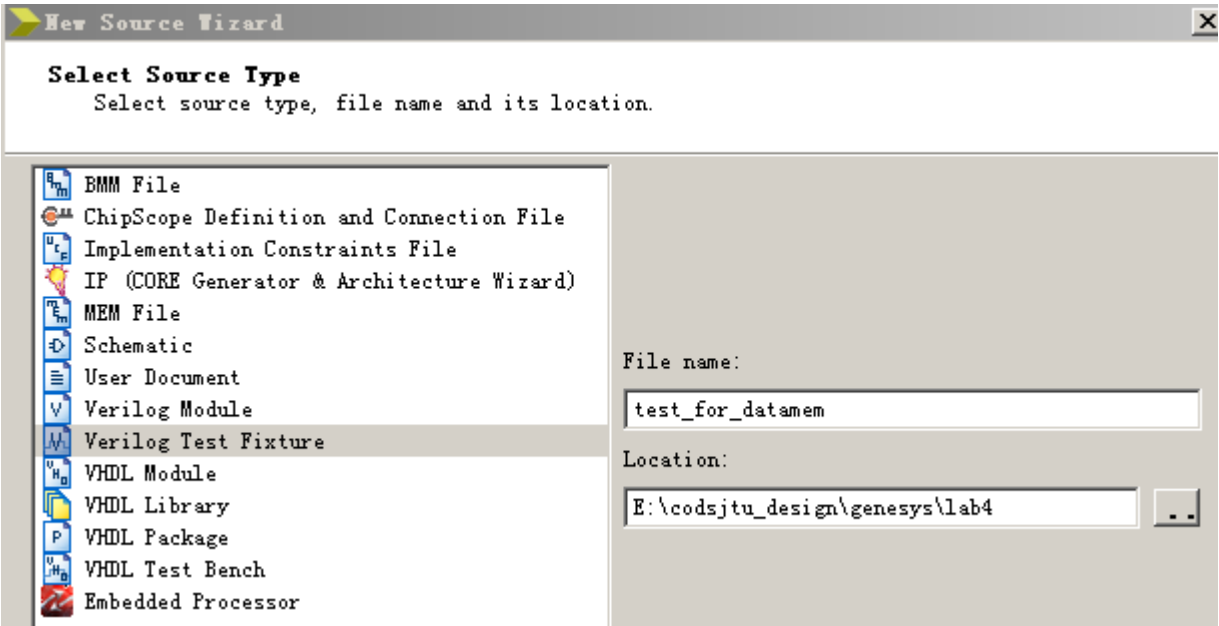 New Source Wizard
Select Source Type
Select source type, file name and its location.
BMM File
ChipScope Definition and Connection File
Implementation Constraints File
IP (CORE Generator & Architecture Wizard)
MEM File
Schematic
User Document
Verilog Module
Verilog Test Fixture
VHDL Module
VHDL Library
VHDL Package
VHDL Test Bench
Embedded Processor
File name:
test_for_datamem
Location:
E:\codsjtu_design\genesys\lab4
..